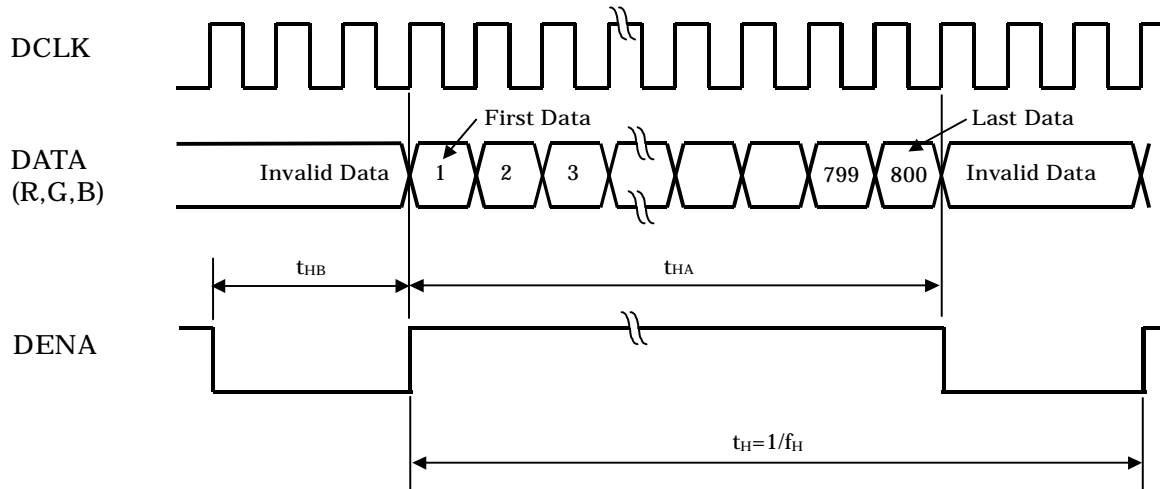 DCLK
First Data
Last Data
DATA
(R,G,B)
Invalid Data 1 2 3 799 800 Invalid Data
tHB
tHA
DENA
tH=1/fH